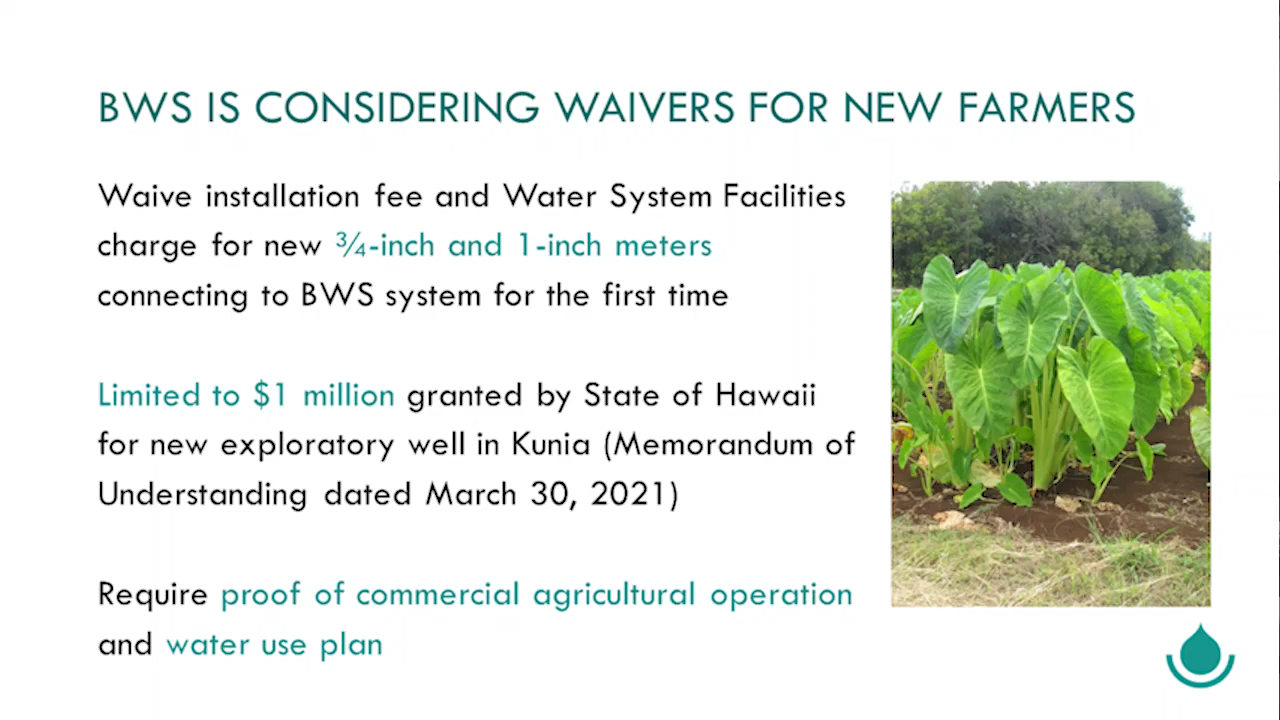 BWS IS CONSIDERING WAIVERS FOR NEW FARMERS
Waive installation fee and Water System Facilities
charge for new ¾-inch and 1-inch meters
connecting to BWS system for the first time
Limited to $1 million granted by State of Hawaii
for new exploratory well in Kunia (Memorandum of
Understanding dated March 30, 2021)
Require proof of commercial agricultural operation
and water use plan